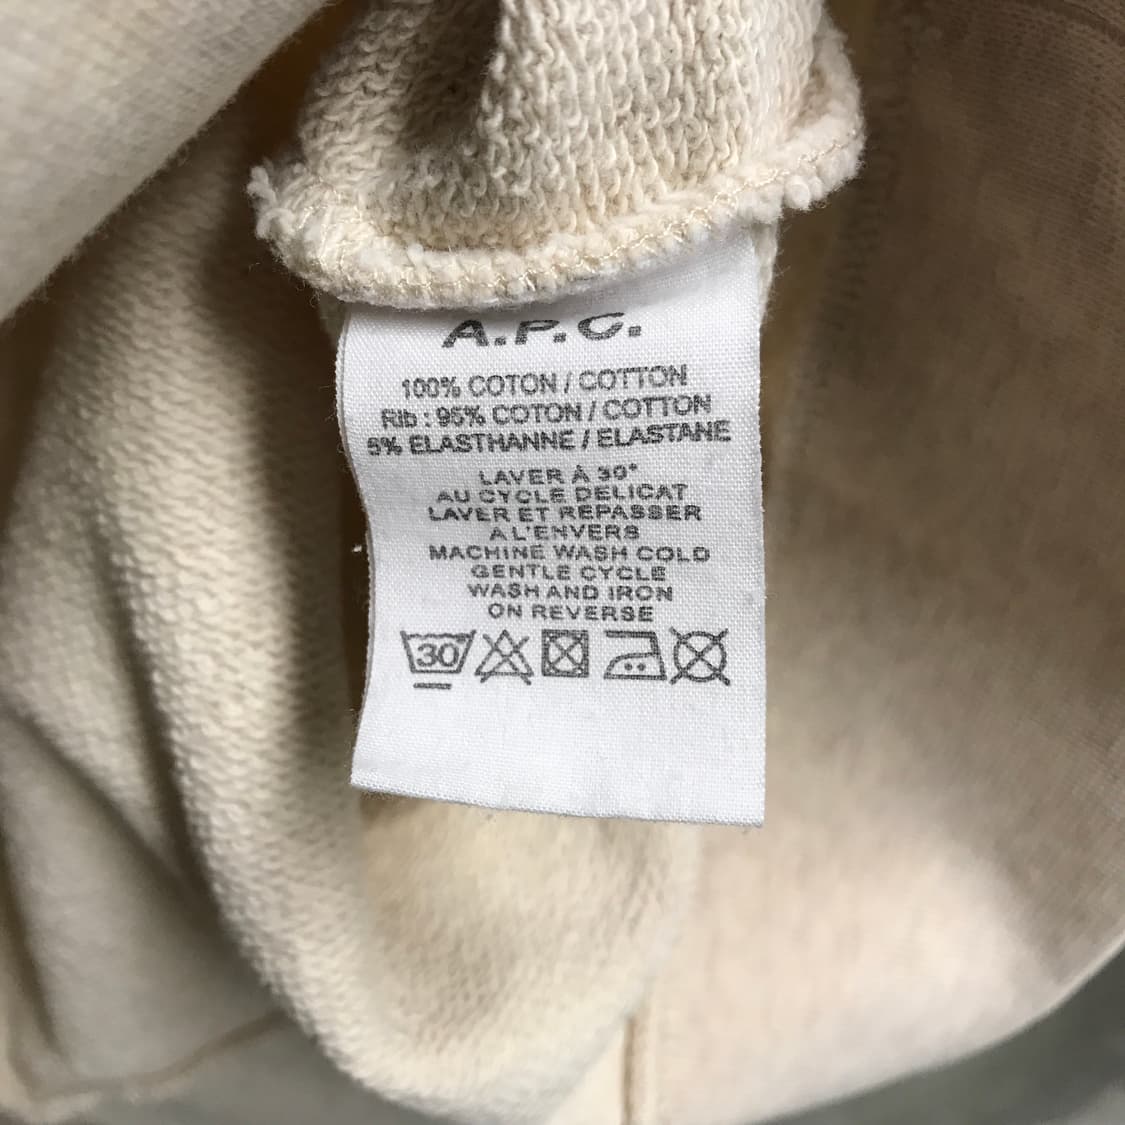 A.P.C.
100% COTON / COTTON
Rib : 95% COTON / COTTON
5% ELASTHANNE / ELASTANE
LAVER À 30°
AU CYCLE DELICAT
LAVER ET REPASSER
A L'ENVERS
MACHINE WASH COLD
GENTLE CYCLE
WASH AND IRON
ON REVERSE
30